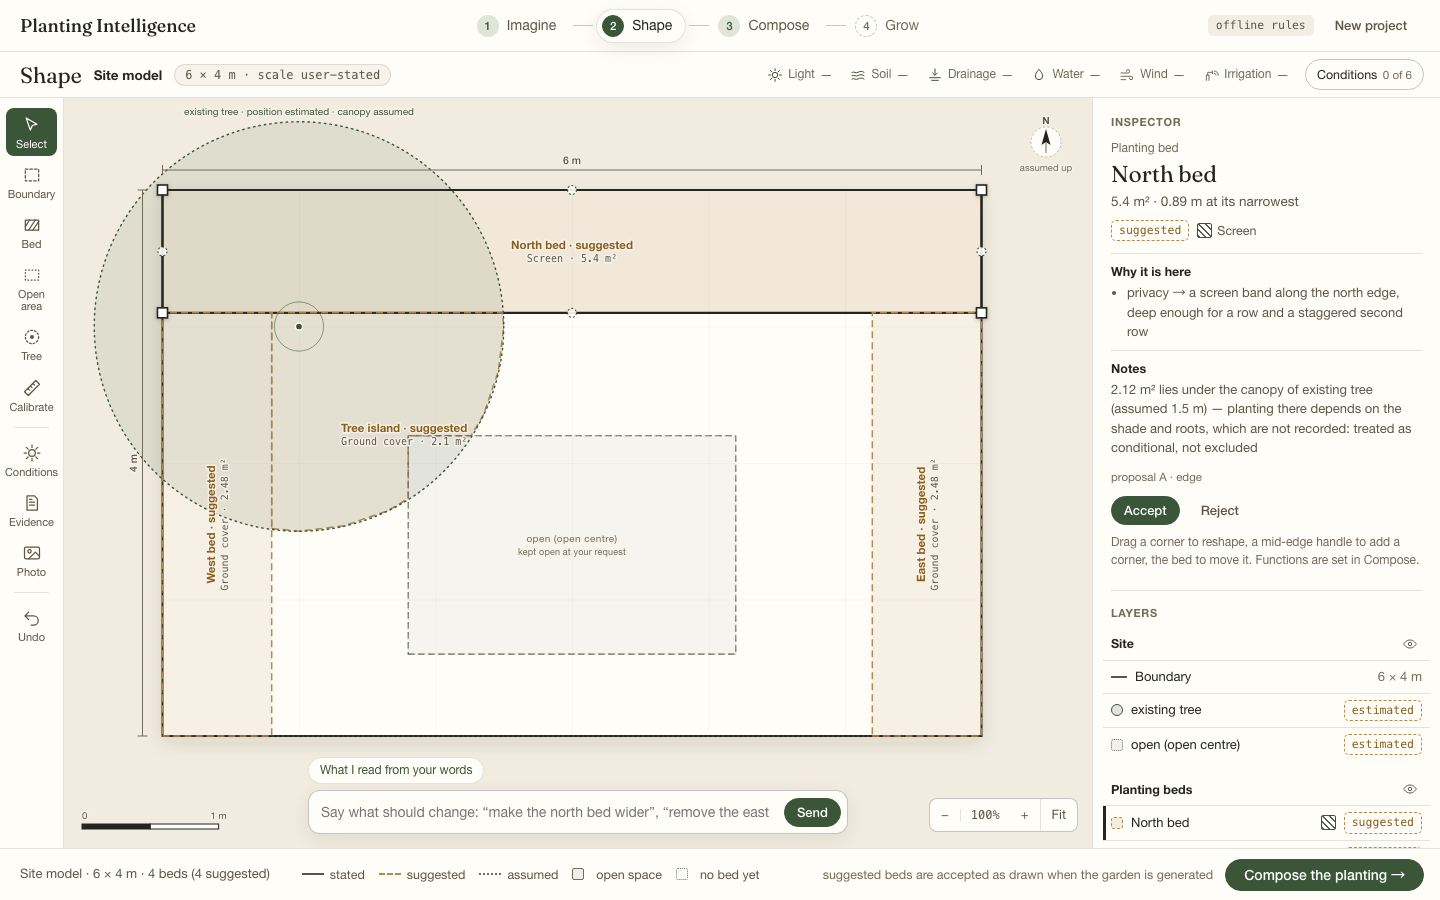 Planting Intelligence
1 Imagine
2 Shape
3 Compose
4 Grow
offline rules
New project
Shape Site model
6 × 4 m · scale user-stated
Light —
Soil —
Drainage —
Water —
Wind —
Irrigation —
Conditions 0 of 6
Select
Boundary
Bed
Open
area
Tree
Calibrate
Conditions
Evidence
Photo
Undo
existing tree · position estimated · canopy assumed
6 m
N
assumed up
North bed · suggested
Screen · 5.4 m²
4 m
Tree island · suggested
Ground cover · 2.1 m²
West bed · suggested
Ground cover · 2.48 m²
open (open centre)
kept open at your request
East bed · suggested
Ground cover · 2.48 m²
What I read from your words
Say what should change: “make the north bed wider”, “remove the east
Send
0 1 m
− 100% + Fit
INSPECTOR
Planting bed
North bed
5.4 m² · 0.89 m at its narrowest
suggested Screen
Why it is here
• privacy → a screen band along the north edge,
deep enough for a row and a staggered second
row
Notes
2.12 m² lies under the canopy of existing tree
(assumed 1.5 m) — planting there depends on the
shade and roots, which are not recorded: treated as
conditional, not excluded
proposal A · edge
Accept Reject
Drag a corner to reshape, a mid-edge handle to add a
corner, the bed to move it. Functions are set in Compose.
LAYERS
Site
Boundary 6 × 4 m
existing tree estimated
open (open centre) estimated
Planting beds
North bed suggested
Site model · 6 × 4 m · 4 beds (4 suggested)
stated
suggested
assumed
open space
no bed yet
suggested beds are accepted as drawn when the garden is generated
Compose the planting →